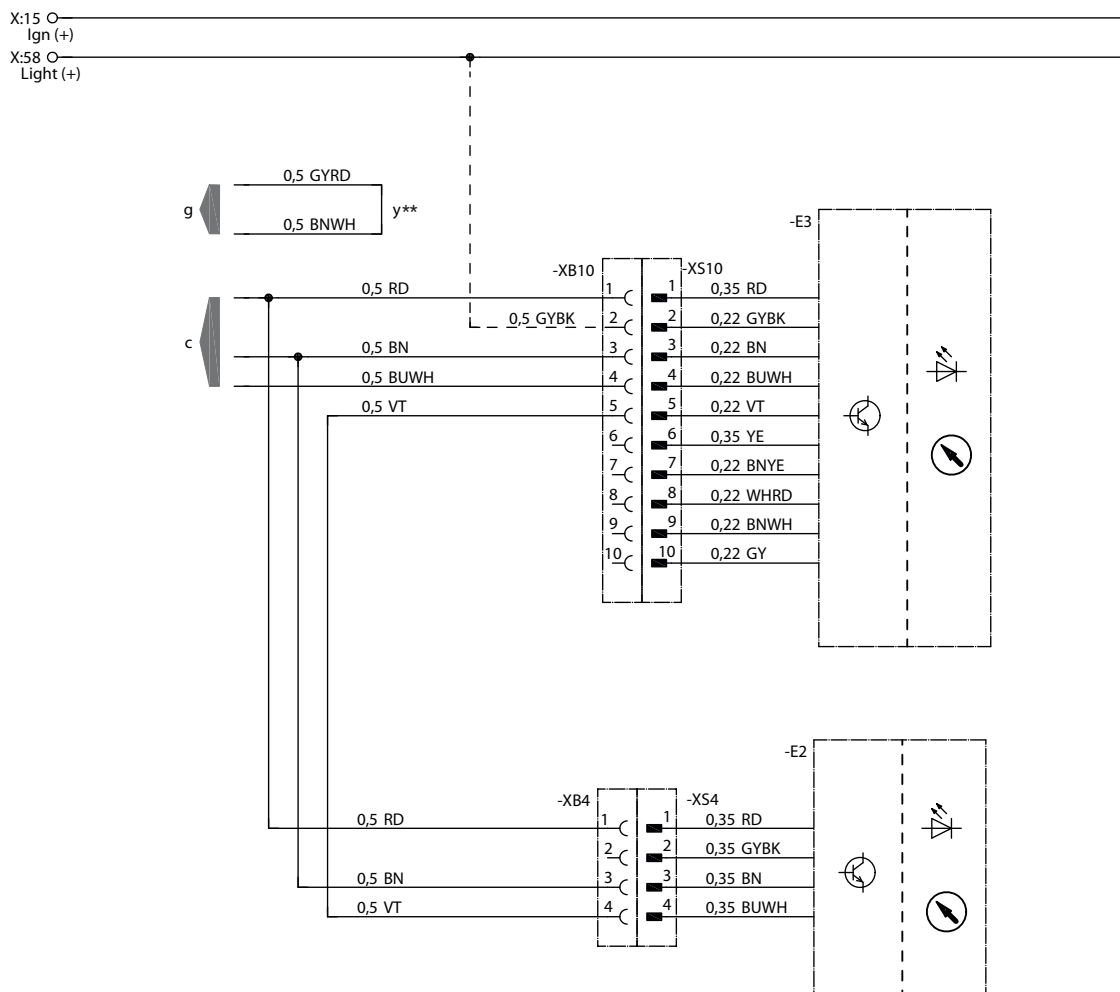 X:15
Ign (+)
X:58
Light (+)
0,5 GYRD
g
y**
0,5 BNWH
-E3
-XB10
-XS10
0,5 RD
1
1
0,35 RD
0,5 GYBK
2
2
0,22 GYBK
c
0,5 BN
3
3
0,22 BN
0,5 BUWH
4
4
0,22 BUWH
0,5 VT
5
5
0,22 VT
6
6
0,35 YE
7
7
0,22 BNYE
8
8
0,22 WHRD
9
9
0,22 BNWH
10
10
0,22 GY
-E2
-XB4
-XS4
0,5 RD
1
1
0,35 RD
2
2
0,35 GYBK
0,5 BN
3
3
0,35 BN
0,5 VT
4
4
0,35 BUWH